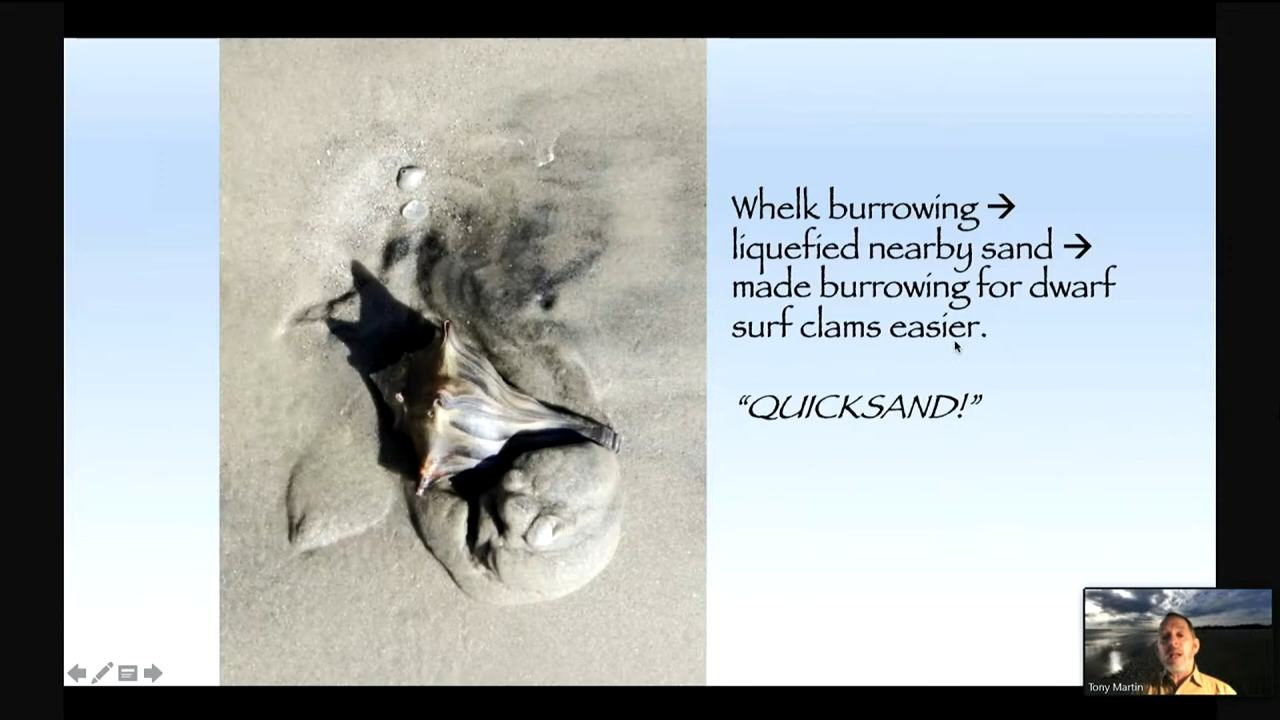 Whelk burrowing →
liquefied nearby sand →
made burrowing for dwarf
surf clams easier.
“QUICKSAND!”
Tony Martin